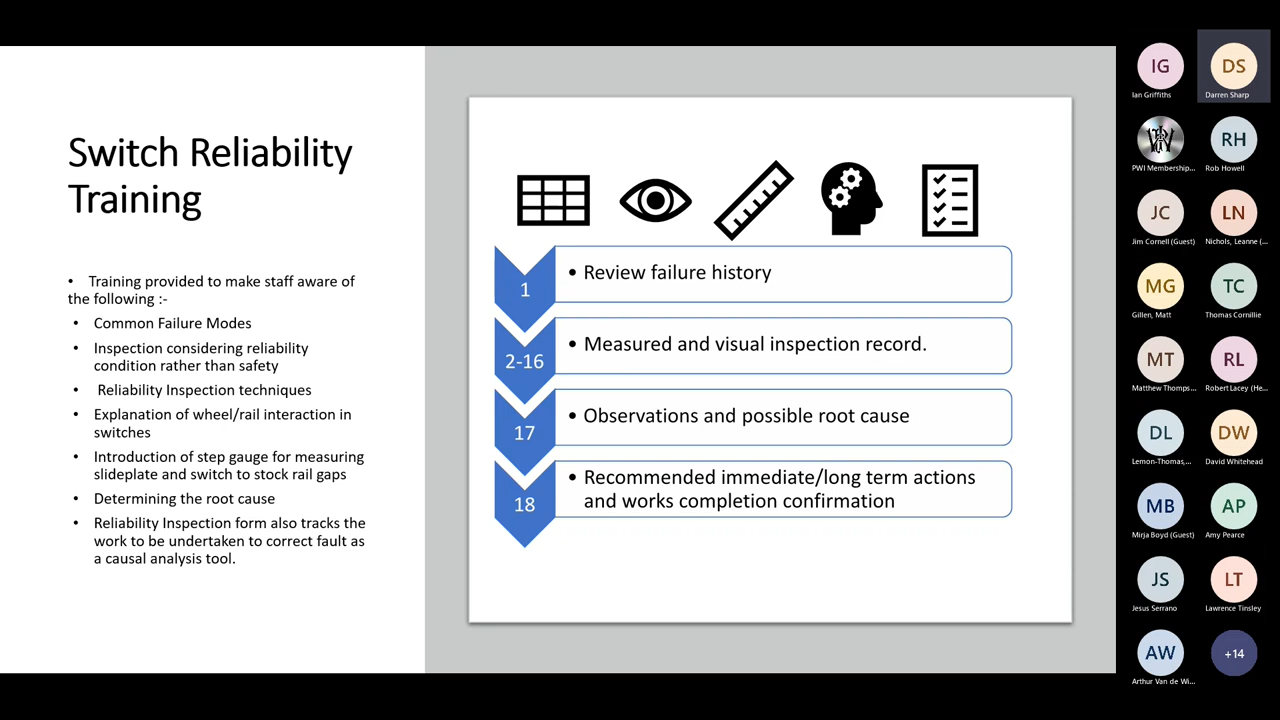 Switch Reliability
Training
• Training provided to make staff aware of
the following :-
• Common Failure Modes
• Inspection considering reliability
condition rather than safety
• Reliability Inspection techniques
• Explanation of wheel/rail interaction in
switches
• Introduction of step gauge for measuring
slideplate and switch to stock rail gaps
• Determining the root cause
• Reliability Inspection form also tracks the
work to be undertaken to correct fault as
a causal analysis tool.
1
• Review failure history
2-16
• Measured and visual inspection record.
17
• Observations and possible root cause
18
• Recommended immediate/long term actions
and works completion confirmation
IG
Ian Griffiths
DS
Darren Sharp
PWI Membership...
RH
Rob Howell
JC
Jim Cornell (Guest)
LN
Nichols, Leanne (...
MG
Gillen, Matt
TC
Thomas Cornillie
MT
Matthew Thomps...
RL
Robert Lacey (He...
DL
Lemon-Thomas,...
DW
David Whitehead
MB
Mirja Boyd (Guest)
AP
Amy Pearce
JS
Jesus Serrano
LT
Lawrence Tinsley
AW
Arthur Van de Wi...
+14